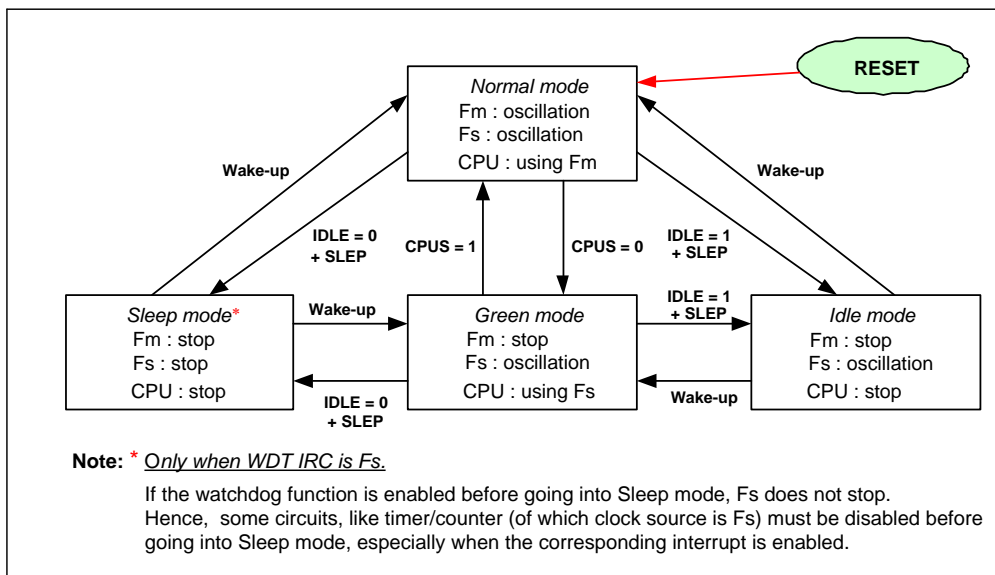 RESET
Normal mode
Fm : oscillation
Fs : oscillation
CPU : using Fm
Wake-up
Wake-up
IDLE = 0
+ SLEP
CPUS = 1
CPUS = 0
IDLE = 1
+ SLEP
Sleep mode*
Fm : stop
Fs : stop
CPU : stop
Wake-up
IDLE = 0
+ SLEP
Green mode
Fm : stop
Fs : oscillation
CPU : using Fs
IDLE = 1
+ SLEP
Wake-up
Idle mode
Fm : stop
Fs : oscillation
CPU : stop
Note: * Only when WDT IRC is Fs.
If the watchdog function is enabled before going into Sleep mode, Fs does not stop.
Hence, some circuits, like timer/counter (of which clock source is Fs) must be disabled before
going into Sleep mode, especially when the corresponding interrupt is enabled.